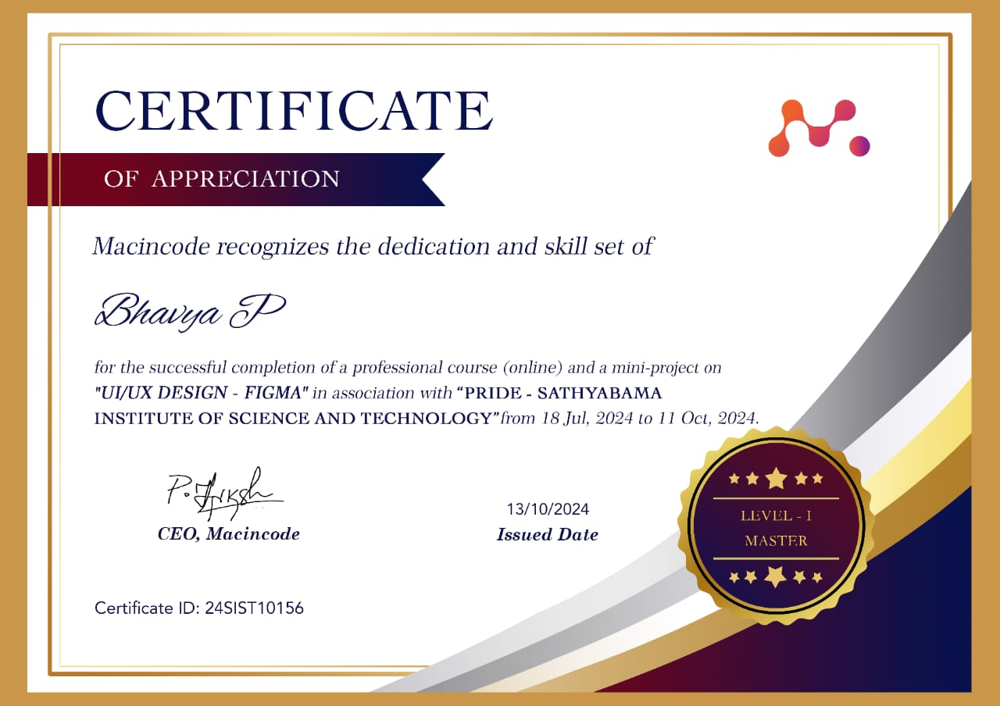 CERTIFICATE
OF APPRECIATION
Macincode recognizes the dedication and skill set of
Bhavya P
for the successful completion of a professional course (online) and a mini-project on
"UI/UX DESIGN - FIGMA" in association with “PRIDE - SATHYABAMA
INSTITUTE OF SCIENCE AND TECHNOLOGY”from 18 Jul, 2024 to 11 Oct, 2024.
13/10/2024
CEO, Macincode
Issued Date
LEVEL - I
MASTER
Certificate ID: 24SIST10156